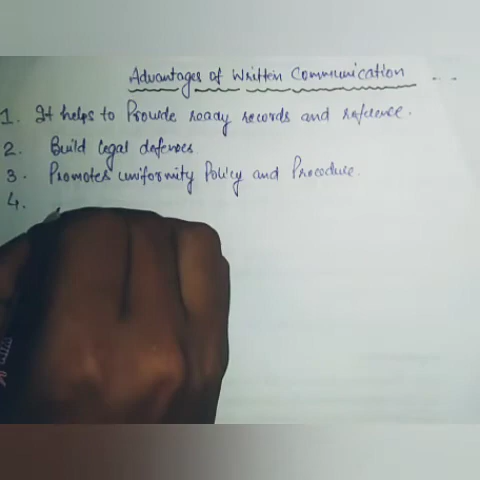 Advantages of Written Communication
1. It helps to Provide ready records and reference.
2. Build legal defences
3. Promotes uniformity Policy and Procedure.
4.